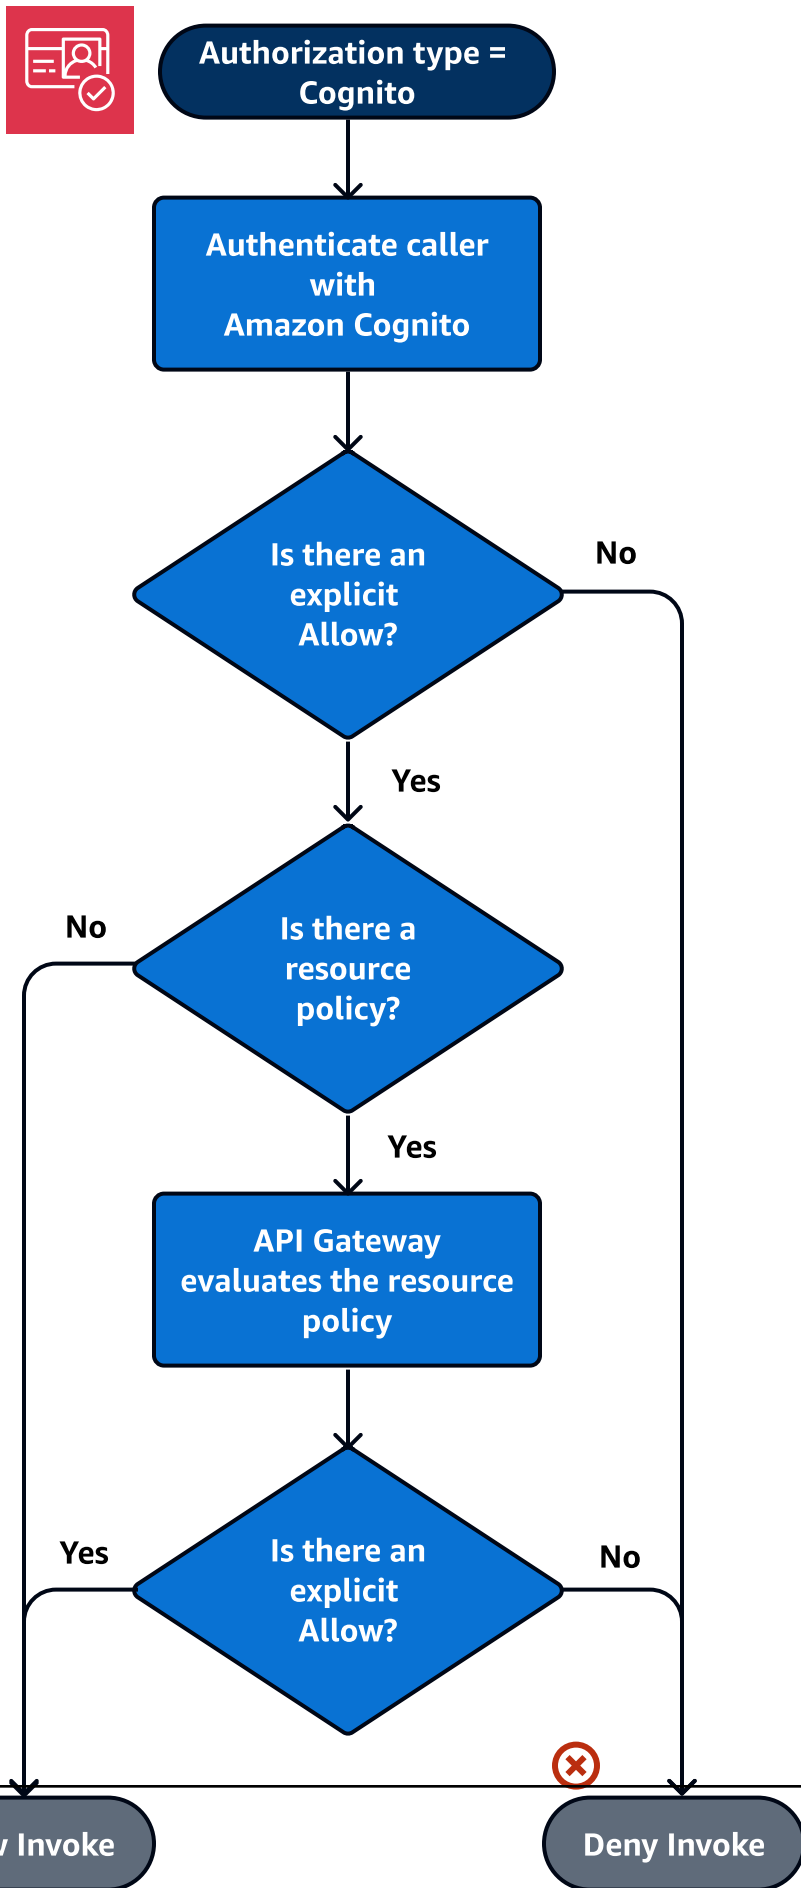 Authorization type =
Cognito
Authenticate caller
with
Amazon Cognito
Is there an
explicit
Allow?
No
Yes
Is there a
resource
policy?
No
Yes
API Gateway
evaluates the resource
policy
Is there an
explicit
Allow?
Yes
No
Invoke
Deny Invoke